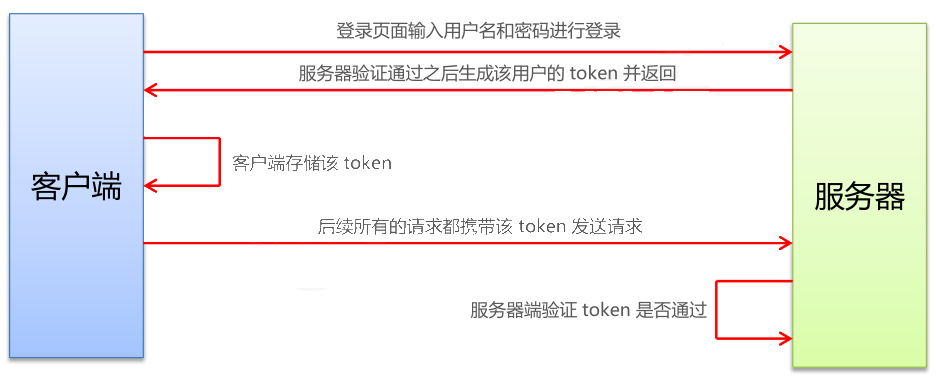 登录页面输入用户名和密码进行登录
服务器验证通过之后生成该用户的 token 并返回
客户端存储该 token
客户端
服务器
后续所有的请求都携带该 token 发送请求
服务器端验证 token 是否通过